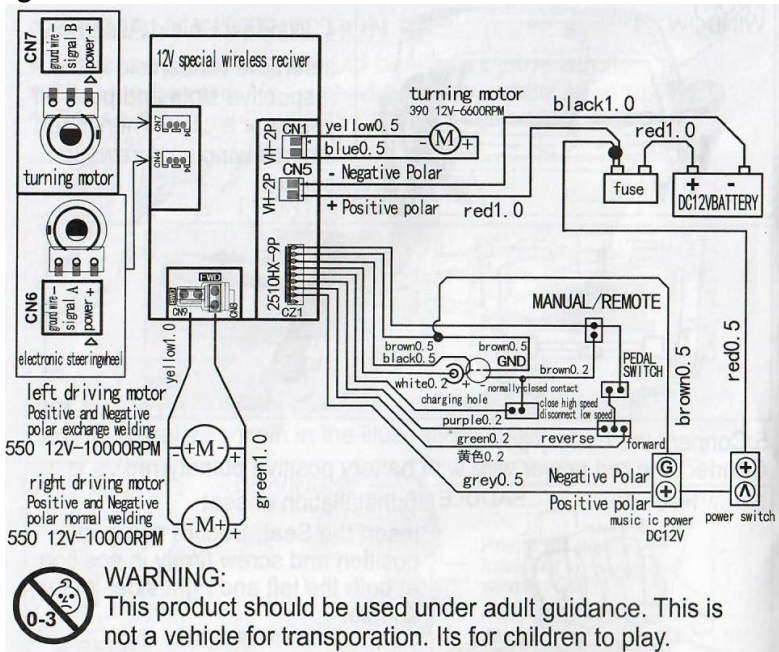 CN7
ground wire —
signal B
power +
turning motor
12V special wireless reciver
CN7
CN4
VH-2P
CN1
yellow0.5
blue0.5
turning motor
390 12V-6600RPM
M
+
black1.0
red1.0
VH-2P
CN5
- Negative Polar
+ Positive polar
red1.0
fuse
+
-
DC12VBATTERY
CN6
ground wire —
signal A
power +
electronic steeringwheel
FWD
CN9
CN8
2510HX-9P
CZ1
MANUAL/REMOTE
brown0.5
brown0.5
black0.5
GND
brown0.2
white0.2
+
- normally-closed contact
charging hole
PEDAL
SWITCH
close high speed
disconnect low speed
purple0.2
green0.2
reverse
forward
黄色0.2
grey0.5
brown0.5
red0.5
Negative Polar
Positive polar
G
+
music ic power
DC12V
+
power switch
yellow1.0
green1.0
left driving motor
Positive and Negative
polar exchange welding
550 12V-10000RPM
+M-
-
+
right driving motor
Positive and Negative
polar normal welding
550 12V-10000RPM
-M+
-
+
0-3
WARNING:
This product should be used under adult guidance. This is
not a vehicle for transporation. Its for children to play.